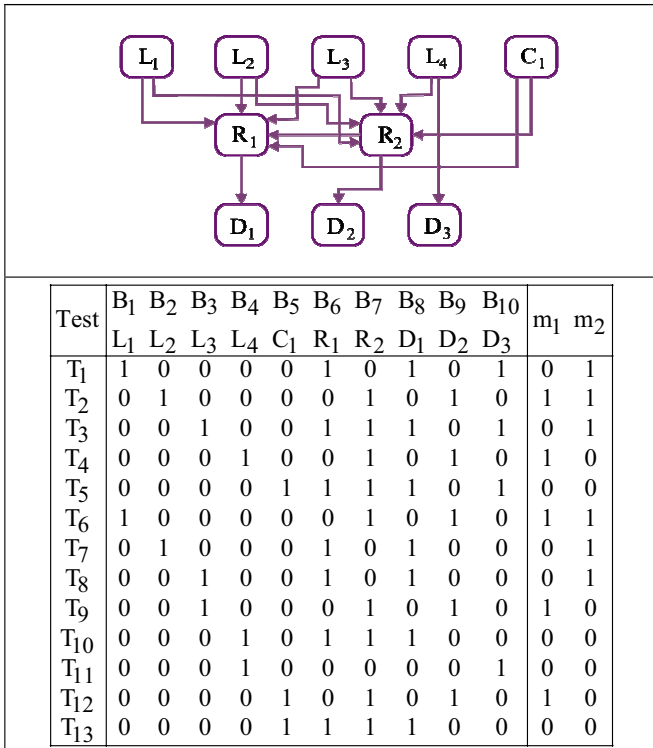 L1 L2 L3 L4 C1
R1 R2
D1 D2 D3
Test B1 B2 B3 B4 B5 B6 B7 B8 B9 B10 m1 m2
L1 L2 L3 L4 C1 R1 R2 D1 D2 D3
T1 1 0 0 0 0 1 0 1 0 1 0 1
T2 0 1 0 0 0 0 1 0 1 0 1 1
T3 0 0 1 0 0 1 1 1 0 1 0 1
T4 0 0 0 1 0 0 1 0 1 0 1 0
T5 0 0 0 0 1 1 1 1 0 1 0 0
T6 1 0 0 0 0 0 1 0 1 0 1 1
T7 0 1 0 0 0 1 0 1 0 0 0 1
T8 0 0 1 0 0 1 0 1 0 0 0 1
T9 0 0 1 0 0 0 1 0 1 0 1 0
T10 0 0 0 1 0 1 1 1 0 0 0 0
T11 0 0 0 1 0 0 0 0 0 1 0 0
T12 0 0 0 0 1 0 1 0 1 0 1 0
T13 0 0 0 0 1 1 1 1 0 0 0 0